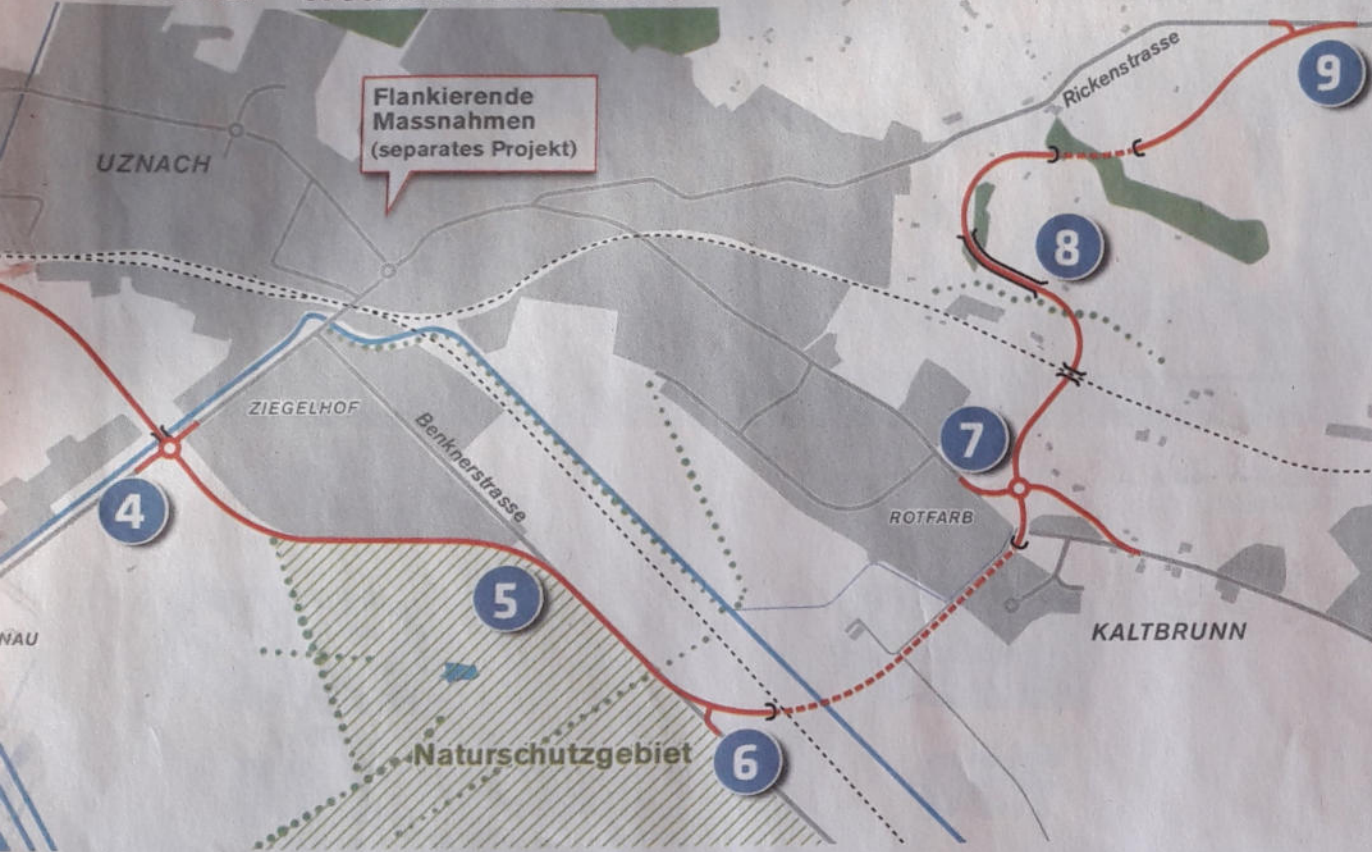 Rickenstrasse
9
Flankierende
Massnahmen
(separates Projekt)
UZNACH
8
ZIEGELHOF
Benknerstrasse
7
4
ROTFARB
5
NAU
KALTBRUNN
Naturschutzgebiet
6